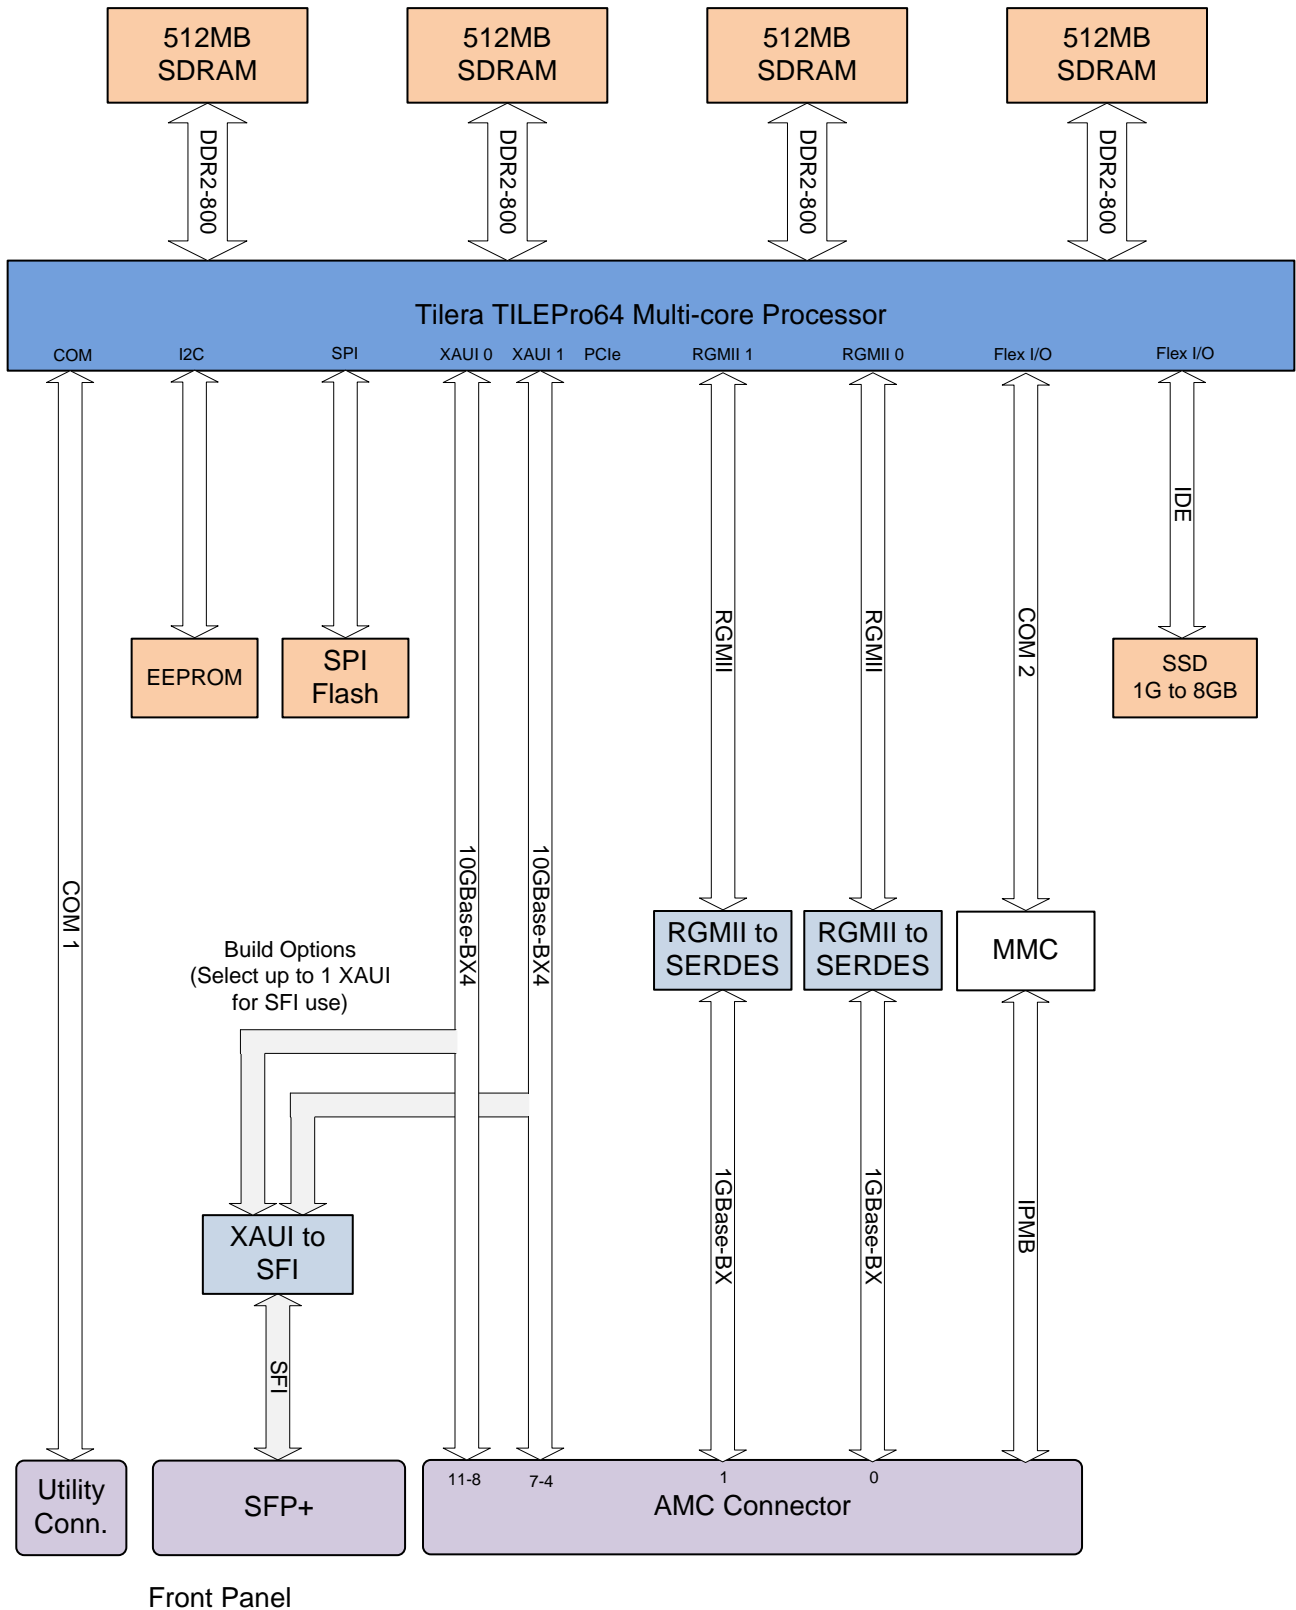 512MB
SDRAM
512MB
SDRAM
512MB
SDRAM
512MB
SDRAM
DDR2-800
DDR2-800
DDR2-800
DDR2-800
Tilera TILEPro64 Multi-core Processor
COM
I2C
SPI
XAUI 0
XAUI 1
PCIe
RGMII 1
RGMII 0
Flex I/O
Flex I/O
IDE
RGMII
RGMII
COM 2
EEPROM
SPI
Flash
SSD
1G to 8GB
COM 1
10GBase-BX4
10GBase-BX4
Build Options
(Select up to 1 XAUI
for SFI use)
RGMII to
SERDES
RGMII to
SERDES
MMC
1GBase-BX
1GBase-BX
IPMB
XAUI to
SFI
SFI
Utility
Conn.
SFP+
11-8
7-4
1
0
AMC Connector
Front Panel